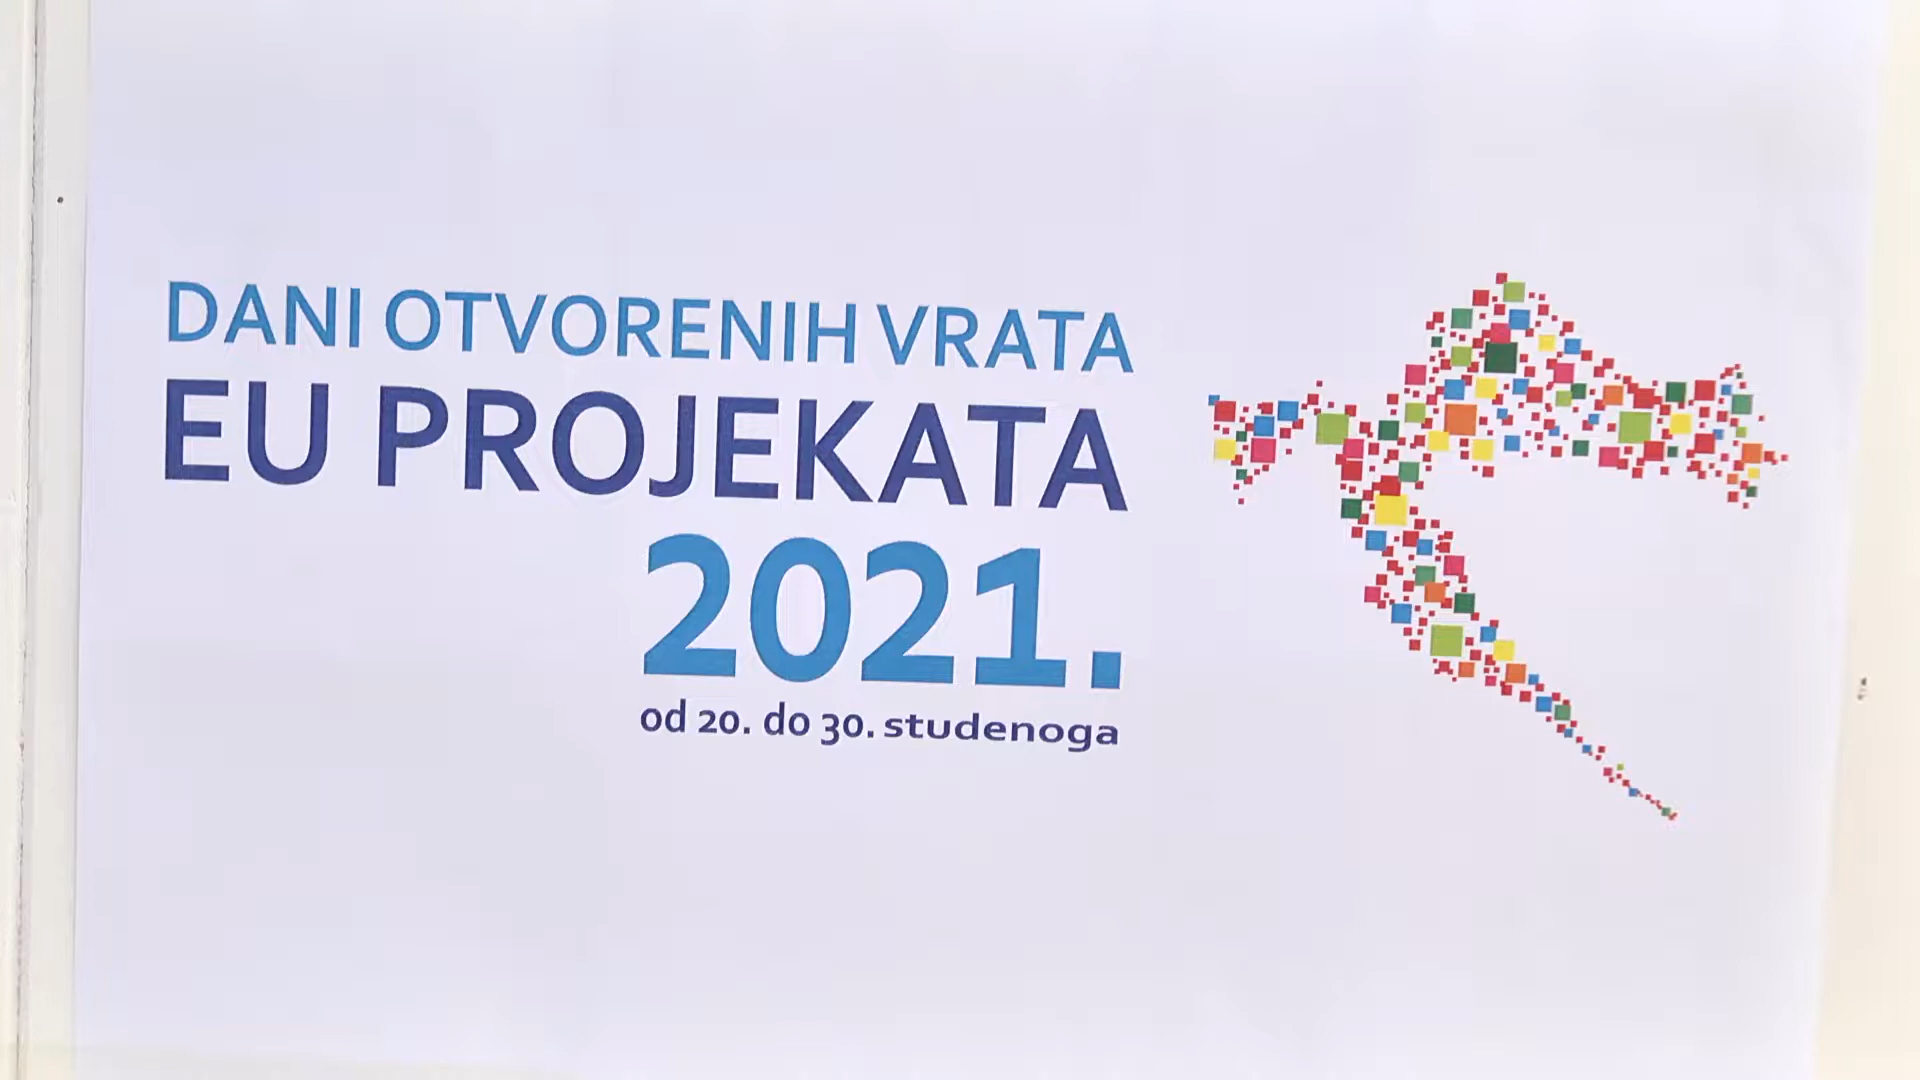 DANI OTVORENIH VRATA
EU PROJEKATA
2021.
od 20. do 30. studenoga